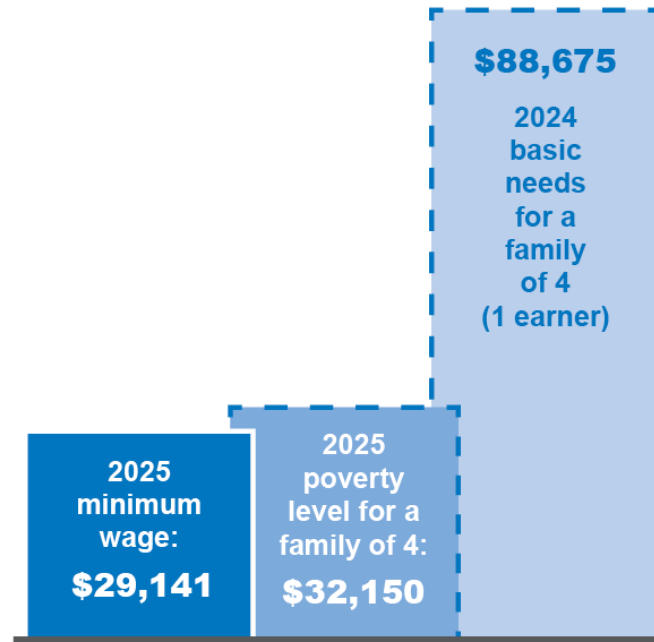 $88,675
2024
basic
needs
for a
family
of 4
(1 earner)
2025
minimum
wage:
$29,141
2025
poverty
level for a
family of 4:
$32,150